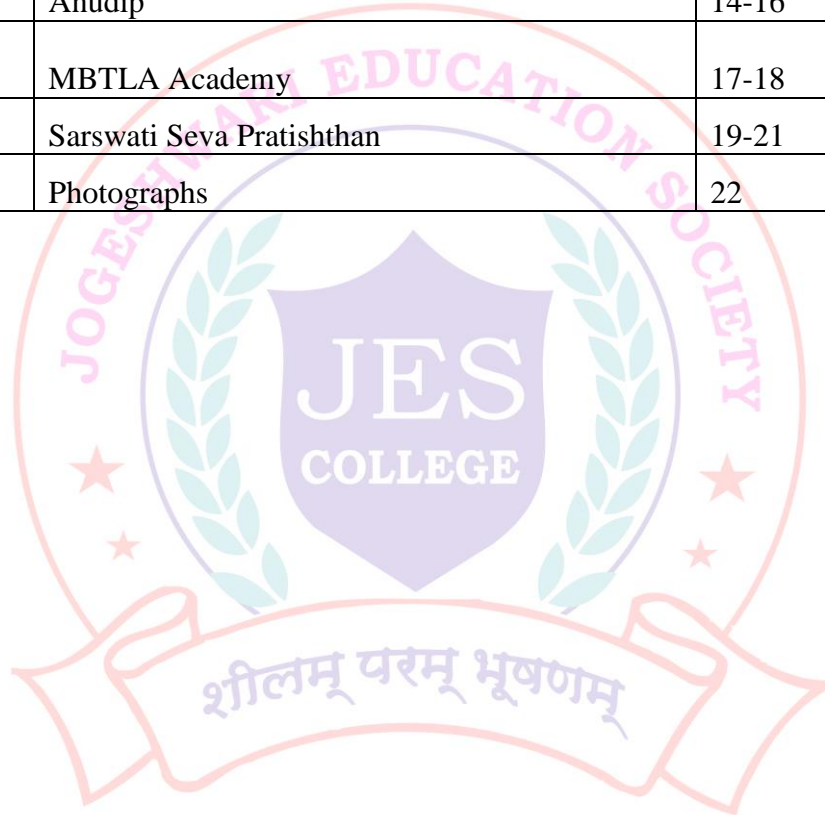 Anudip 14-16
MBTLA Academy 17-18
Sarswati Seva Pratishthan 19-21
Photographs 22
JOGESHWARI EDUCATION SOCIETY
JES
COLLEGE
शीलम् परम् भूषणम्